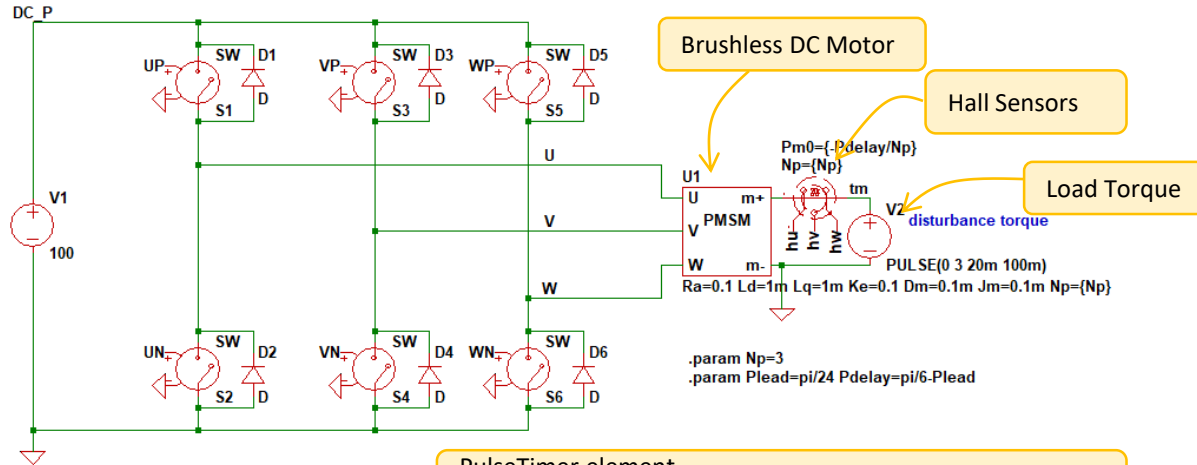 DC_P
Brushless DC Motor
Hall Sensors
Load Torque
UP
SW
D1
D
S1
VP
SW
D3
D
S3
WP
SW
D5
D
S5
U
V
W
V1
100
Pm0={-Pdelay/Np}
Np={Np}
U1
U
V
W
PMSM
m+
m-
tm
hu
hv
hw
V2
disturbance torque
PULSE(0 3 20m 100m)
Ra=0.1 Ld=1m Lq=1m Ke=0.1 Dm=0.1m Jm=0.1m Np={Np}
UN
SW
D2
D
S2
VN
SW
D4
D
S4
WN
SW
D6
D
S6
.param Np=3
.param Plead=pi/24 Pdelay=pi/6-Plead
PulseTimer element